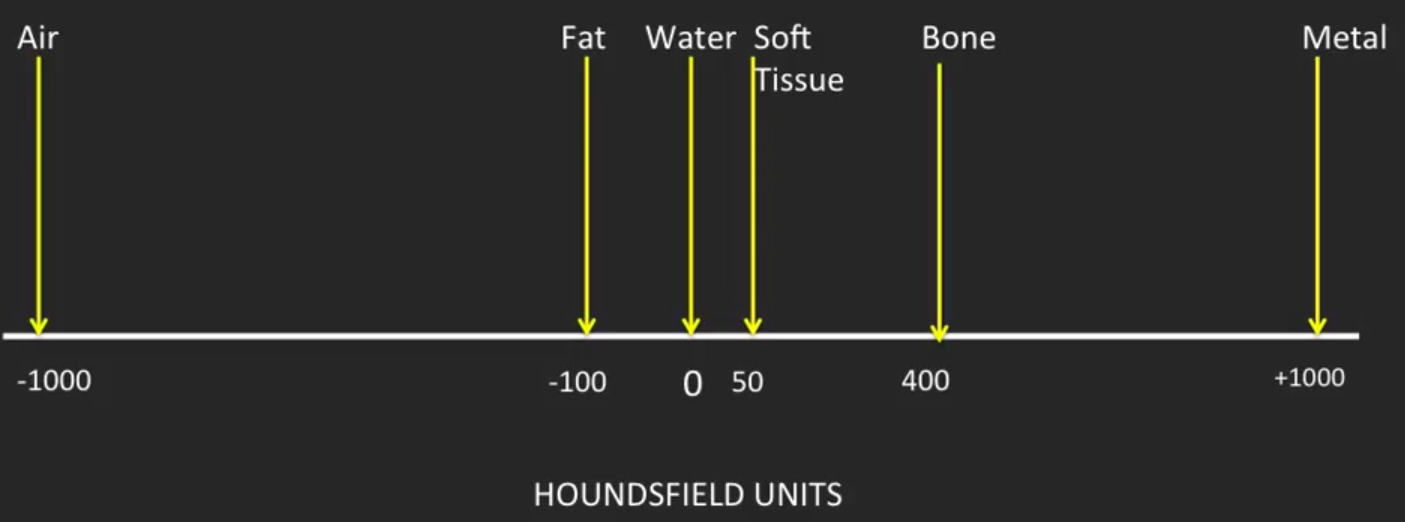 Air Fat Water Soft Bone Metal
Tissue
-1000 -100 0 50 400 +1000
HOUNDSFIELD UNITS